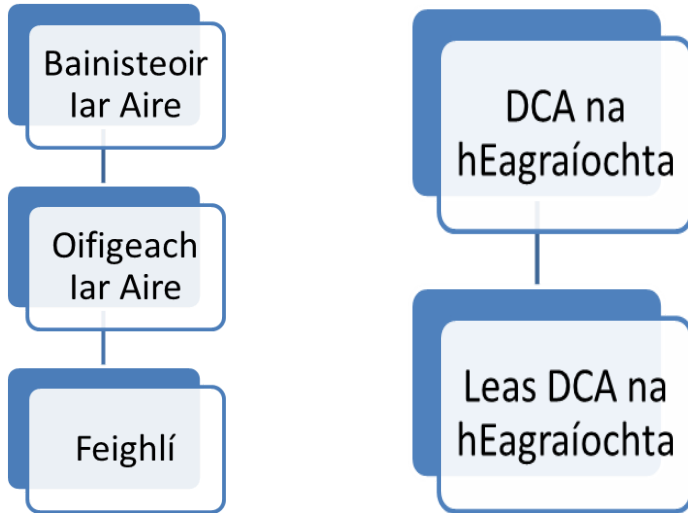 Bainisteoir
Iar Aire
Oifigeach
Iar Aire
Feighlí
DCA na
hEagraíochta
Leas DCA na
hEagraíochta